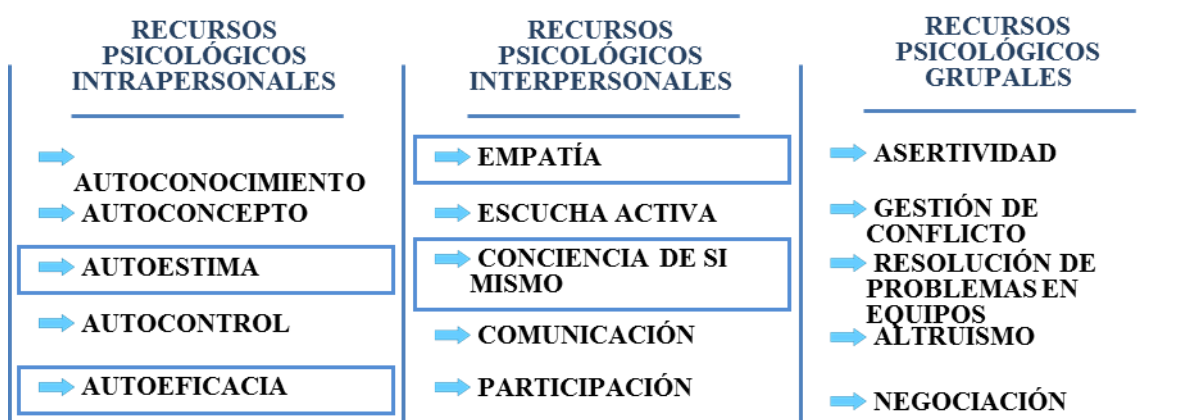 RECURSOS
PSICOLÓGICOS
INTRAPERSONALES
AUTOCONOCIMIENTO
AUTOCONCEPTO
AUTOESTIMA
AUTOCONTROL
AUTOEFICACIA
RECURSOS
PSICOLÓGICOS
INTERPERSONALES
EMPATÍA
ESCUCHA ACTIVA
CONCIENCIA DE SI
MISMO
COMUNICACIÓN
PARTICIPACIÓN
RECURSOS
PSICOLÓGICOS
GRUPALES
ASERTIVIDAD
GESTIÓN DE
CONFLICTO
RESOLUCIÓN DE
PROBLEMAS EN
EQUIPOS
ALTRUISMO
NEGOCIACIÓN